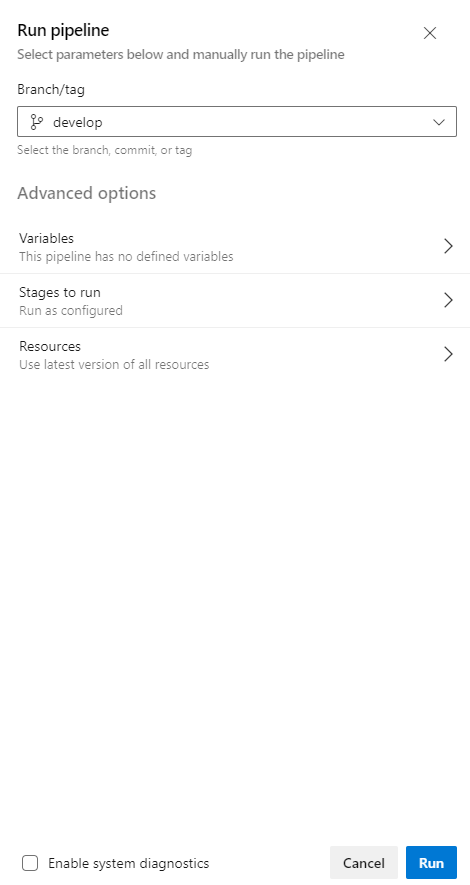 Run pipeline
Select parameters below and manually run the pipeline
Branch/tag
develop
Select the branch, commit, or tag
Advanced options
Variables
This pipeline has no defined variables
Stages to run
Run as configured
Resources
Use latest version of all resources
Enable system diagnostics
Cancel
Run